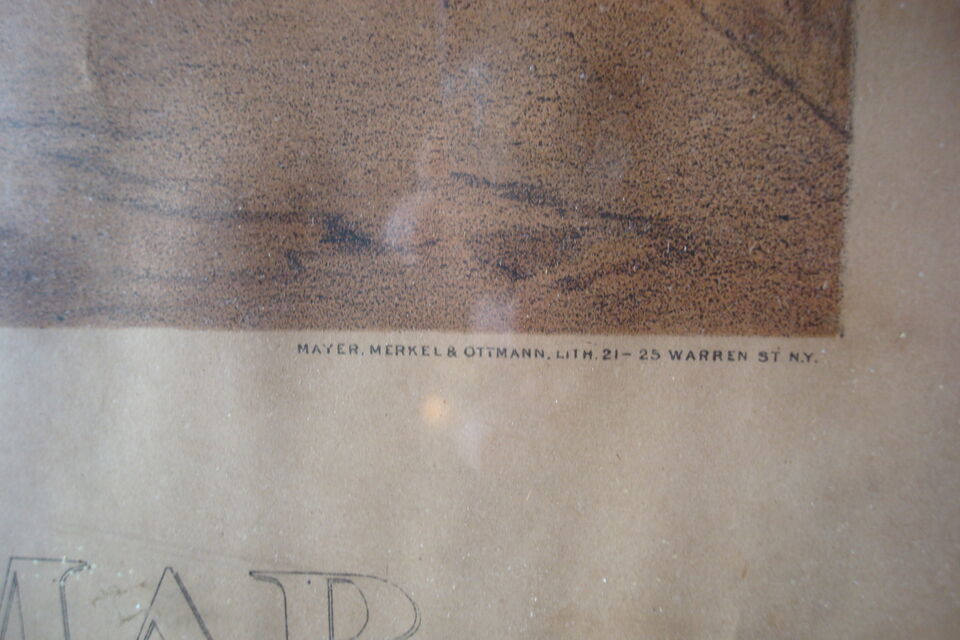 MAYER, MERKEL & OTTMANN, LITH. 21-25 WARREN ST N.Y.